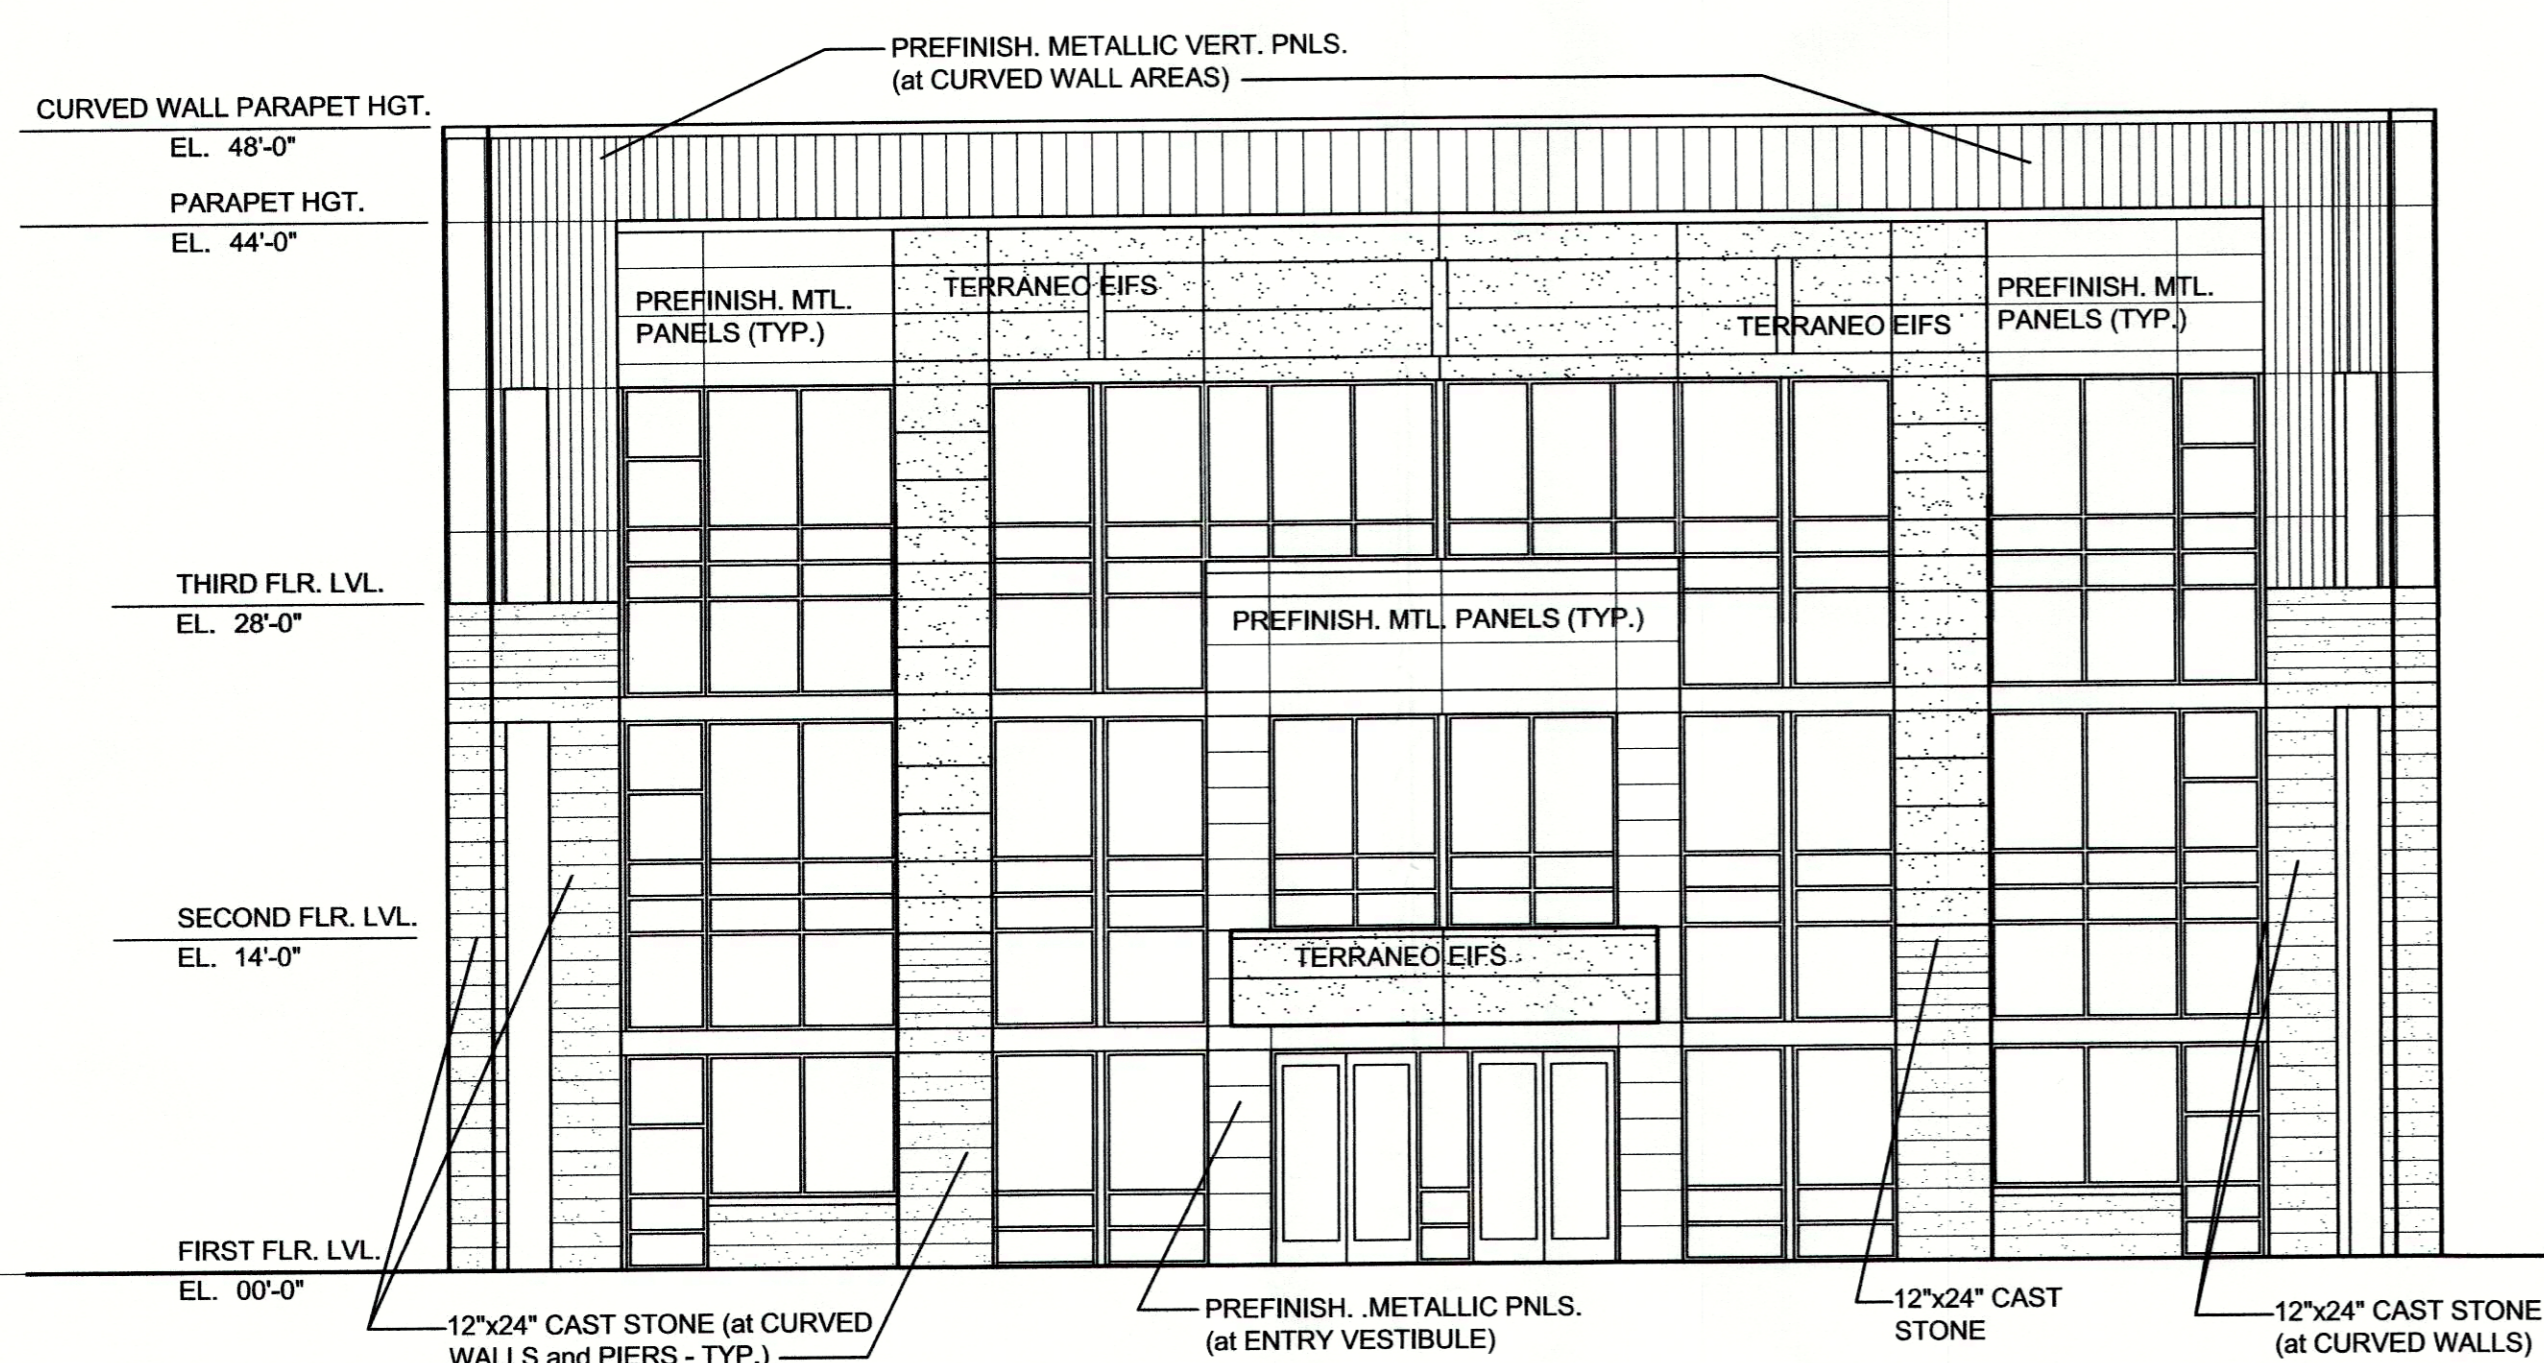 PREFINISH. METALLIC VERT. PNLS.
(at CURVED WALL AREAS)
CURVED WALL PARAPET HGT.
EL. 48'-0"
PARAPET HGT.
EL. 44'-0"
PREFINISH. MTL.
PANELS (TYP.)
TERRANEO EIFS
TERRANEO EIFS
PREFINISH. MTL.
PANELS (TYP.)
THIRD FLR. LVL.
EL. 28'-0"
PREFINISH. MTL. PANELS (TYP.)
SECOND FLR. LVL.
EL. 14'-0"
TERRANEO EIFS
FIRST FLR. LVL.
EL. 00'-0"
12"x24" CAST STONE (at CURVED
WALLS and PIERS - TYP.)
PREFINISH. .METALLIC PNLS.
(at ENTRY VESTIBULE)
12"x24" CAST
STONE
12"x24" CAST STONE
(at CURVED WALLS)